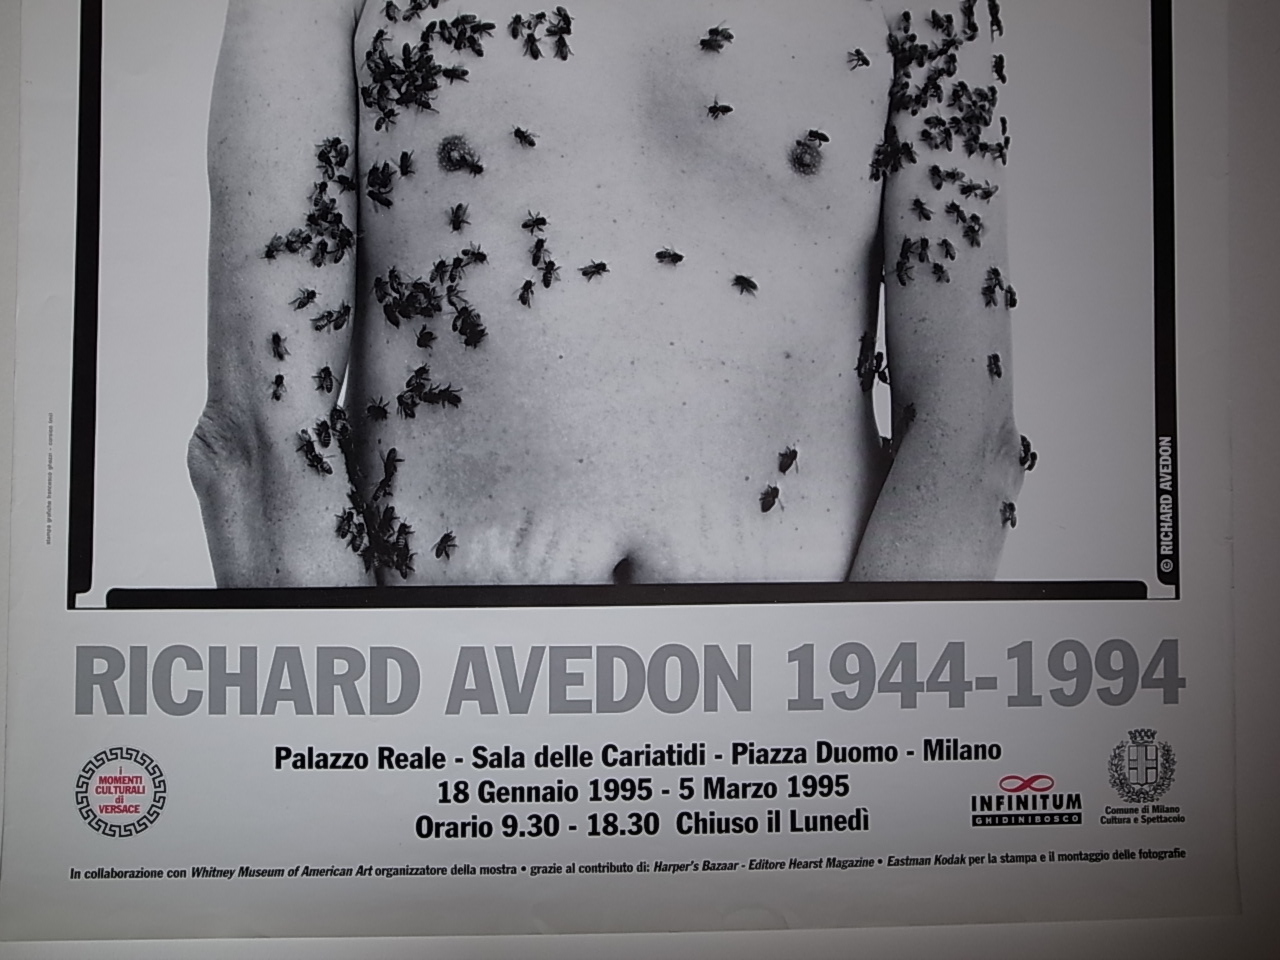 © RICHARD AVEDON
RICHARD AVEDON 1944-1994
Palazzo Reale - Sala delle Cariatidi - Piazza Duomo - Milano
18 Gennaio 1995 - 5 Marzo 1995
Orario 9.30 - 18.30 Chiuso il Lunedì
i
MOMENTI
CULTURALI
di
VERSACE
INFINITUM
GHIDINIBOSCO
Comune di Milano
Cultura e Spettacolo
In collaborazione con Whitney Museum of American Art organizzatore della mostra • grazie al contributo di: Harper's Bazaar - Editore Hearst Magazine • Eastman Kodak per la stampa e il montaggio delle fotografie